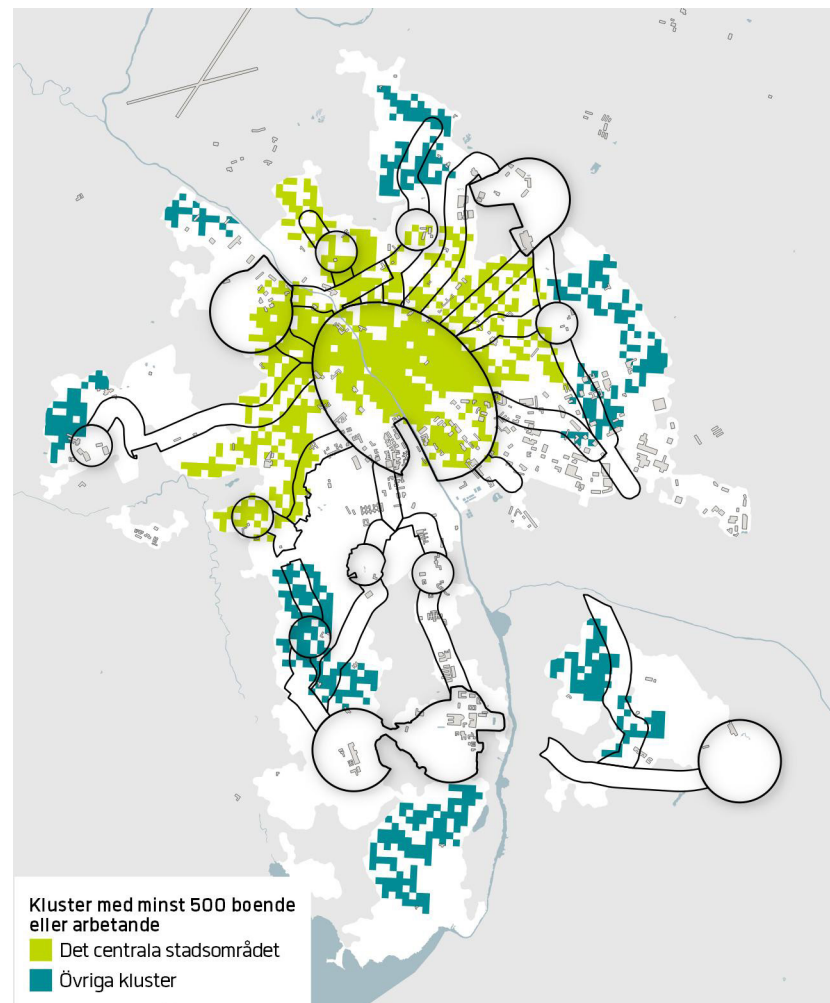 Kluster med minst 500 boende
eller arbetande
Det centrala stadsområdet
Övriga kluster